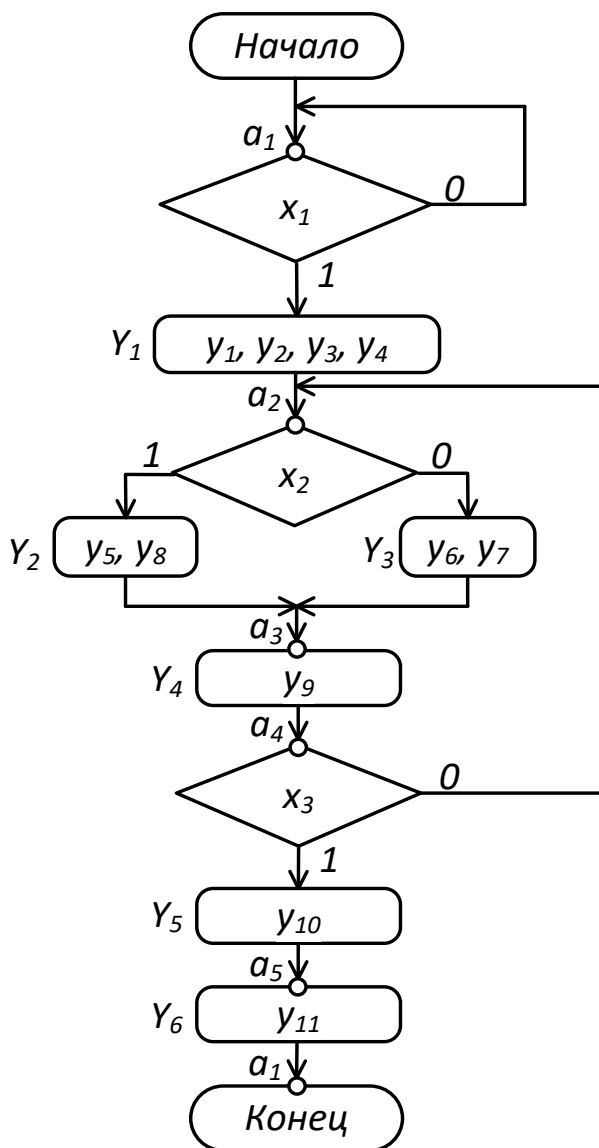 Начало
a₁
x₁ 0
1
Y₁ y₁, y₂, y₃, y₄
a₂
1 x₂ 0
Y₂ y₅, y₈ Y₃ y₆, y₇
a₃
Y₄ y₉
a₄
x₃ 0
1
Y₅ y₁₀
a₅
Y₆ y₁₁
a₁
Конец